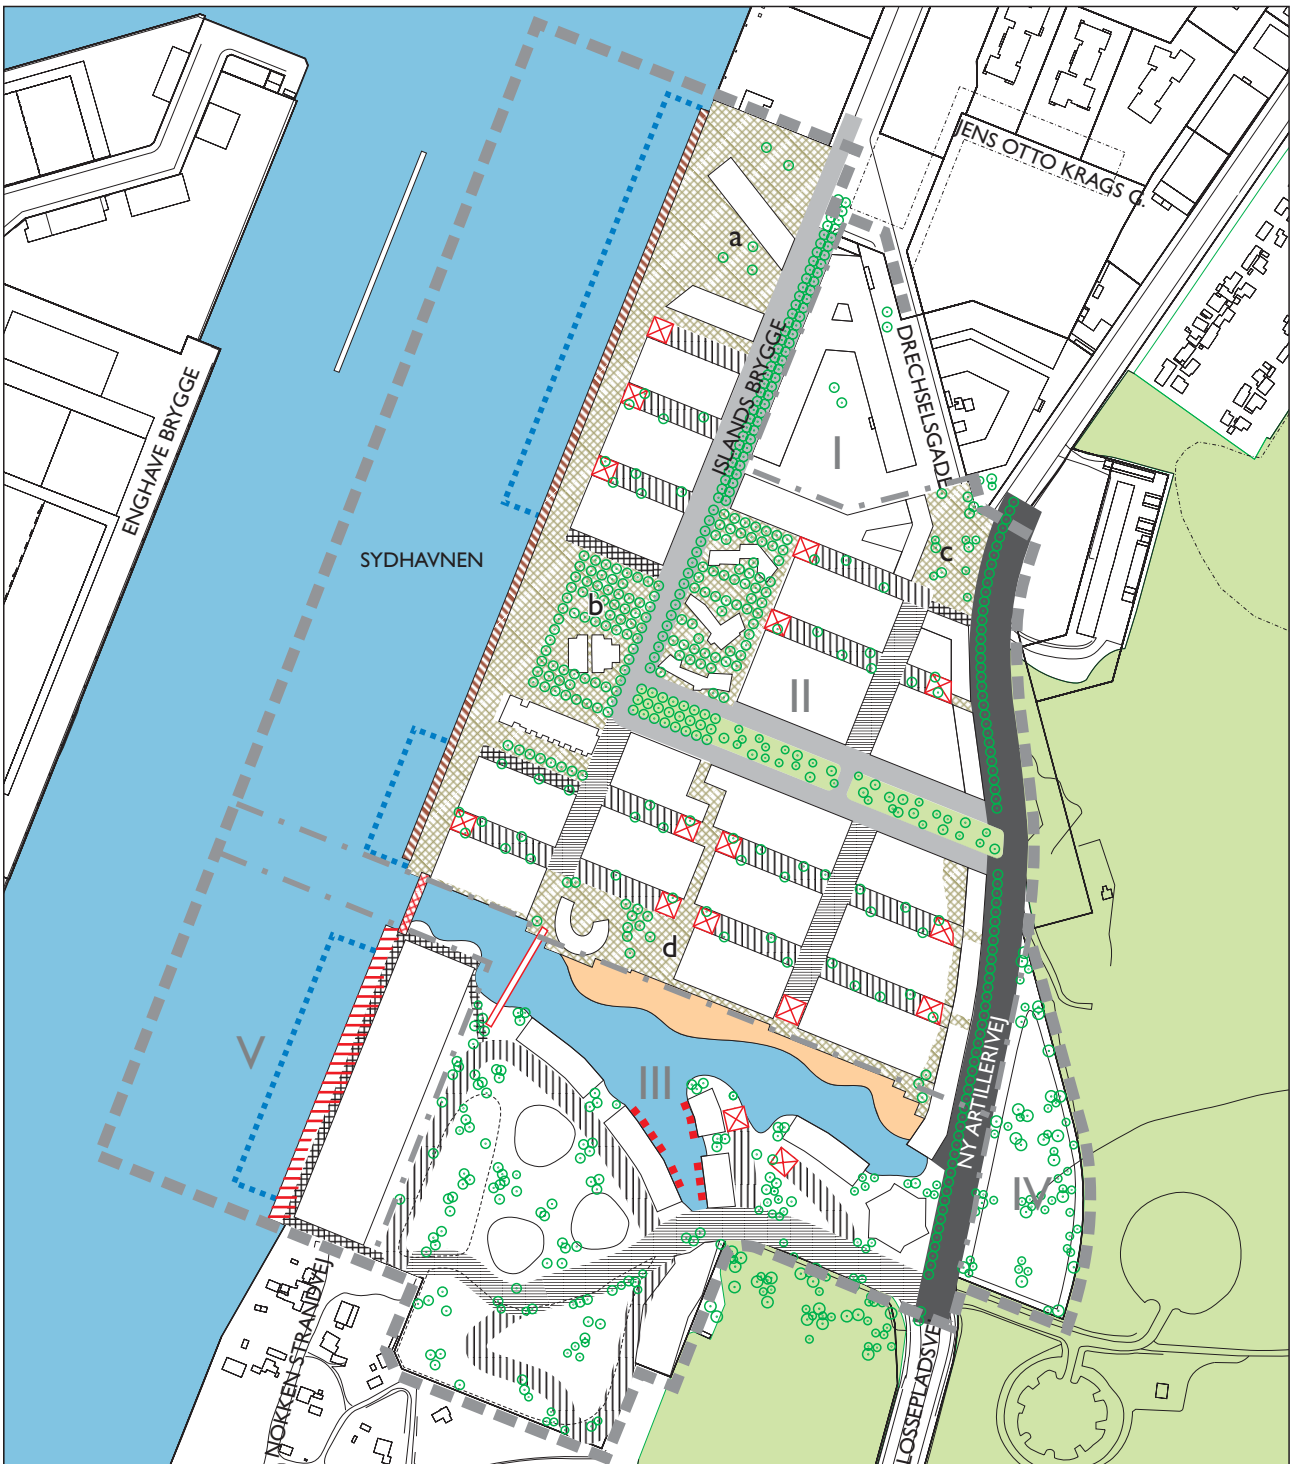 JENS OTTO KRAGS G.
a
ISLANDS BRYGGE
DRECHSELSGADE
I
ENGHAVE BRYGGE
SYDHAVNEN
c
b
II
d
V
III
NY ARTILLERIVEJ
IV
NOKKEN STRANDVEJ
LOSSEPLADSVEJ